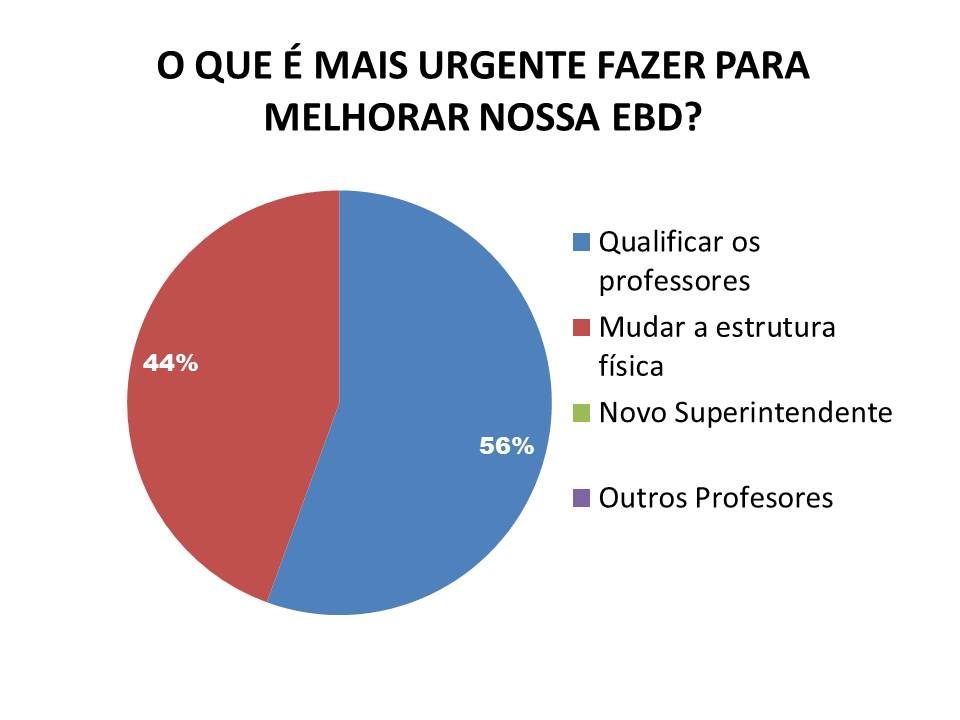 O QUE É MAIS URGENTE FAZER PARA
MELHORAR NOSSA EBD?
44%
56%
Qualificar os
professores
Mudar a estrutura
física
Novo Superintendente
Outros Profesores